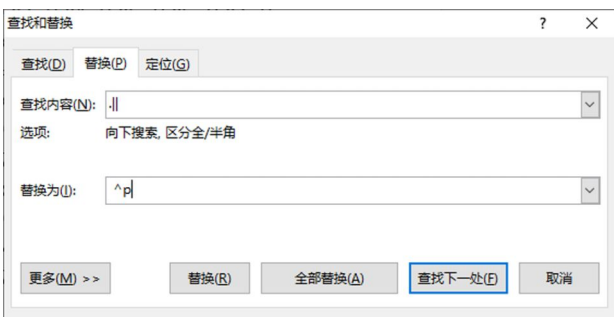 查找和替换 ? ×
查找(D) 替换(P) 定位(G)
查找内容(N): .||
选项: 向下搜索, 区分全/半角
替换为(I): ^p
更多(M) >> 替换(R) 全部替换(A) 查找下一处(F) 取消